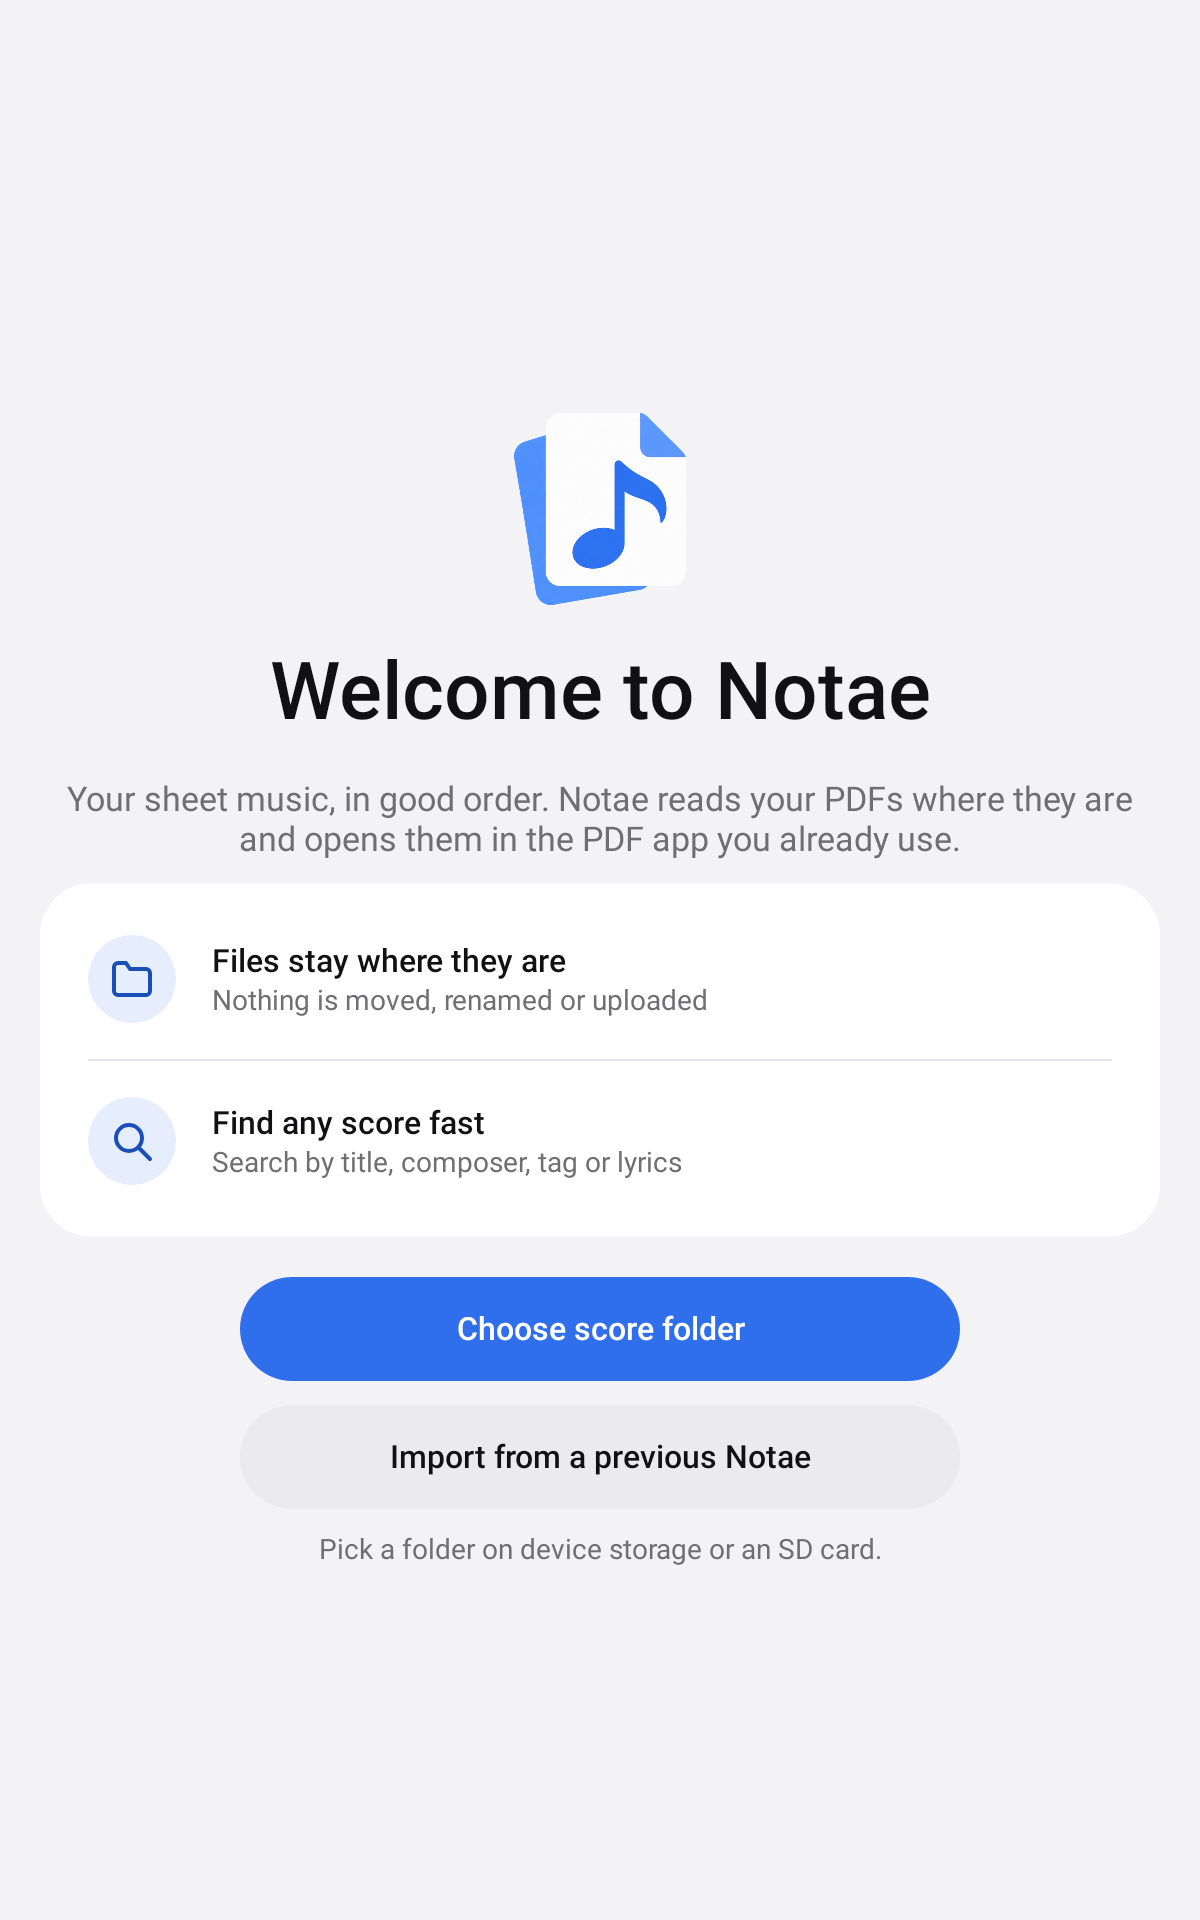 Welcome to Notae
Your sheet music, in good order. Notae reads your PDFs where they are
and opens them in the PDF app you already use.
Files stay where they are
Nothing is moved, renamed or uploaded
Find any score fast
Search by title, composer, tag or lyrics
Choose score folder
Import from a previous Notae
Pick a folder on device storage or an SD card.